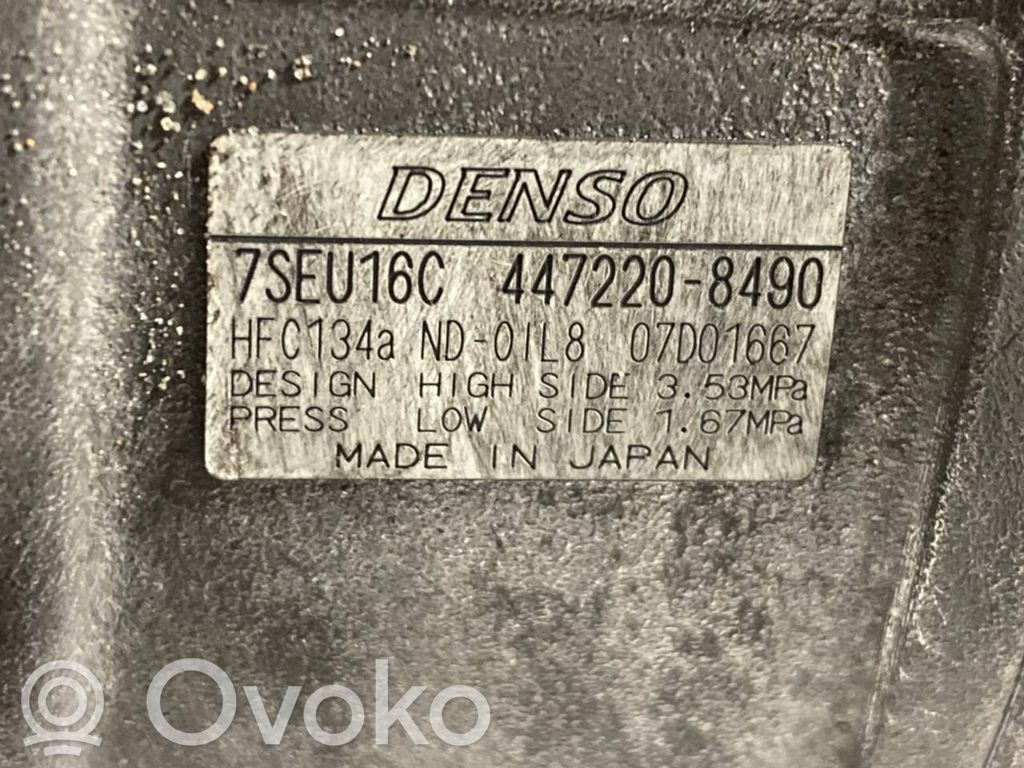 DENSO
7SEU16C 447220-8490
HFC134a ND-OIL8 07D01667
DESIGN HIGH SIDE 3.53MPa
PRESS LOW SIDE 1.67MPa
MADE IN JAPAN
Ovoko